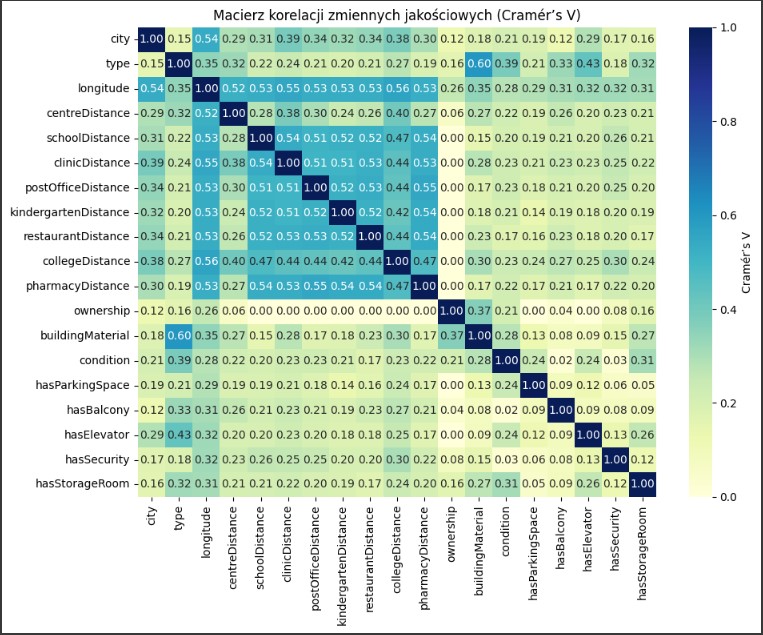 Macierz korelacji zmiennych jakościowych (Cramér's V)
city 1.00 0.15 0.54 0.29 0.31 0.39 0.34 0.32 0.34 0.38 0.30 0.12 0.18 0.21 0.19 0.12 0.29 0.17 0.16
type 0.15 1.00 0.35 0.32 0.22 0.24 0.21 0.20 0.21 0.27 0.19 0.16 0.60 0.39 0.21 0.33 0.43 0.18 0.32
longitude 0.54 0.35 1.00 0.52 0.53 0.55 0.53 0.53 0.53 0.56 0.53 0.26 0.35 0.28 0.29 0.31 0.32 0.32 0.31
centreDistance 0.29 0.32 0.52 1.00 0.28 0.38 0.30 0.24 0.26 0.40 0.27 0.06 0.27 0.22 0.19 0.26 0.20 0.23 0.21
schoolDistance 0.31 0.22 0.53 0.28 1.00 0.54 0.51 0.52 0.52 0.47 0.54 0.00 0.15 0.20 0.19 0.21 0.20 0.26 0.21
clinicDistance 0.39 0.24 0.55 0.38 0.54 1.00 0.51 0.51 0.53 0.44 0.53 0.00 0.28 0.23 0.21 0.23 0.23 0.25 0.22
postOfficeDistance 0.34 0.21 0.53 0.30 0.51 0.51 1.00 0.52 0.53 0.44 0.55 0.00 0.17 0.23 0.18 0.21 0.20 0.25 0.20
kindergartenDistance 0.32 0.20 0.53 0.24 0.52 0.51 0.52 1.00 0.52 0.42 0.54 0.00 0.18 0.21 0.14 0.19 0.18 0.20 0.19
restaurantDistance 0.34 0.21 0.53 0.26 0.52 0.53 0.53 0.52 1.00 0.44 0.54 0.00 0.23 0.17 0.16 0.23 0.18 0.20 0.17
collegeDistance 0.38 0.27 0.56 0.40 0.47 0.44 0.44 0.42 0.44 1.00 0.47 0.00 0.30 0.23 0.24 0.27 0.25 0.30 0.24
pharmacyDistance 0.30 0.19 0.53 0.27 0.54 0.53 0.55 0.54 0.54 0.47 1.00 0.00 0.17 0.22 0.17 0.21 0.17 0.22 0.20
ownership 0.12 0.16 0.26 0.06 0.00 0.00 0.00 0.00 0.00 0.00 0.00 1.00 0.37 0.21 0.00 0.04 0.00 0.08 0.16
buildingMaterial 0.18 0.60 0.35 0.27 0.15 0.28 0.17 0.18 0.23 0.30 0.17 0.37 1.00 0.28 0.13 0.08 0.09 0.15 0.27
condition 0.21 0.39 0.28 0.22 0.20 0.23 0.23 0.21 0.17 0.23 0.22 0.21 0.28 1.00 0.24 0.02 0.24 0.03 0.31
hasParkingSpace 0.19 0.21 0.29 0.19 0.19 0.21 0.18 0.14 0.16 0.24 0.17 0.00 0.13 0.24 1.00 0.09 0.12 0.06 0.05
hasBalcony 0.12 0.33 0.31 0.26 0.21 0.23 0.21 0.19 0.23 0.27 0.21 0.04 0.08 0.02 0.09 1.00 0.09 0.08 0.09
hasElevator 0.29 0.43 0.32 0.20 0.20 0.23 0.20 0.18 0.18 0.25 0.17 0.00 0.09 0.24 0.12 0.09 1.00 0.13 0.26
hasSecurity 0.17 0.18 0.32 0.23 0.26 0.25 0.25 0.20 0.20 0.30 0.22 0.08 0.15 0.03 0.06 0.08 0.13 1.00 0.12
hasStorageRoom 0.16 0.32 0.31 0.21 0.21 0.22 0.20 0.19 0.17 0.24 0.20 0.16 0.27 0.31 0.05 0.09 0.26 0.12 1.00
city
type
longitude
centreDistance
schoolDistance
clinicDistance
postOfficeDistance
kindergartenDistance
restaurantDistance
collegeDistance
pharmacyDistance
ownership
buildingMaterial
condition
hasParkingSpace
hasBalcony
hasElevator
hasSecurity
hasStorageRoom
1.0
0.8
0.6
0.4
0.2
0.0
Cramér's V